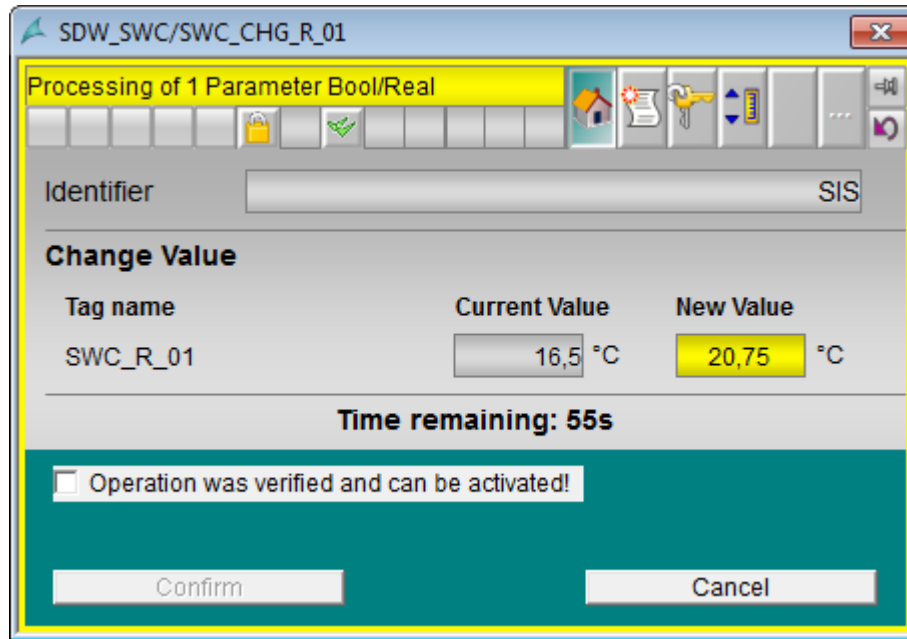 SDW_SWC/SWC_CHG_R_01
Processing of 1 Parameter Bool/Real
...
Identifier SIS
Change Value
Tag name Current Value New Value
SWC_R_01 16,5 °C 20,75 °C
Time remaining: 55s
Operation was verified and can be activated!
Confirm Cancel